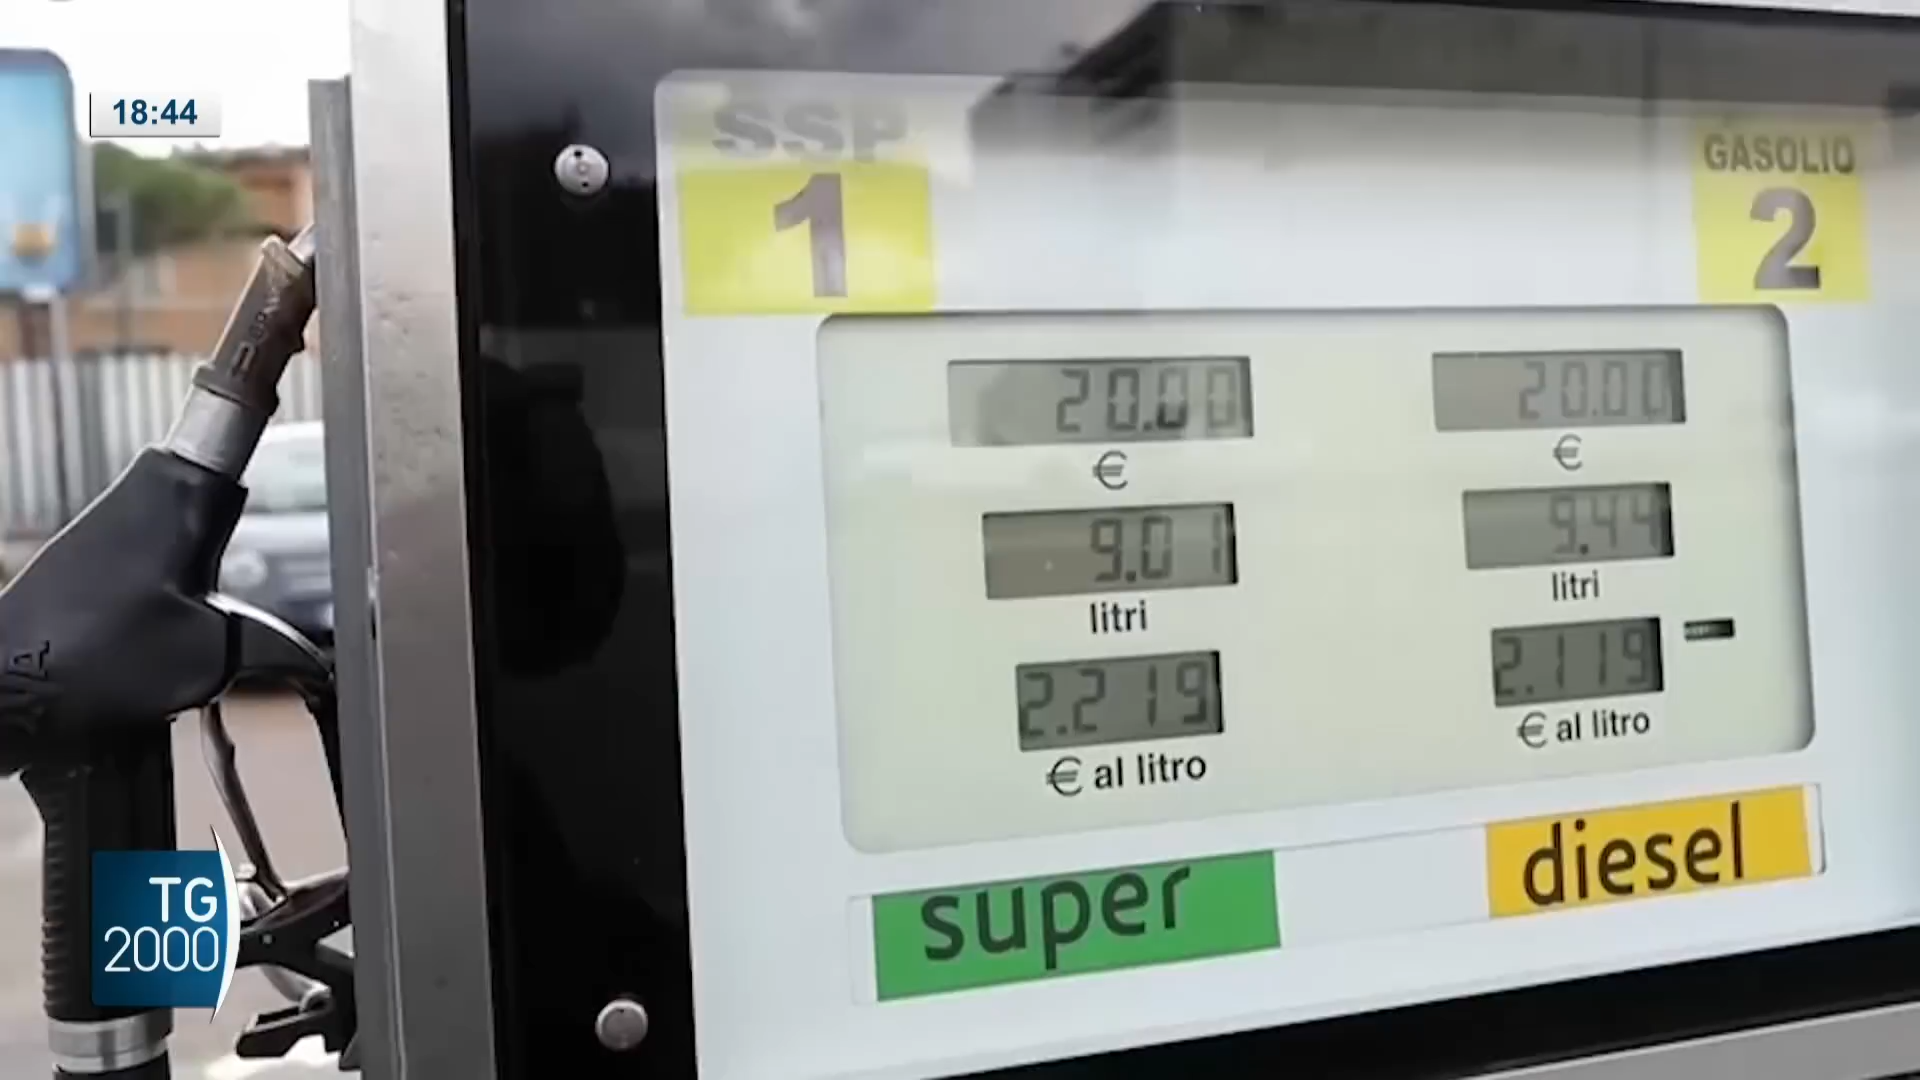 18:44
SSP
1
GASOLIO
2
20.00
€
9.01
litri
2.219
€ al litro
20.00
€
9.44
litri
2.119
€ al litro
super
diesel
TG
2000